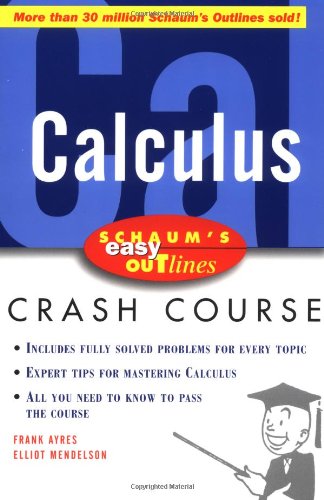 More than 30 million Schaum's Outlines sold!
Cal
Calculus
SCHAUM'S
easy
OUTlines
CRASH COURSE
• INCLUDES FULLY SOLVED PROBLEMS FOR EVERY TOPIC
• EXPERT TIPS FOR MASTERING CALCULUS
• ALL YOU NEED TO KNOW TO PASS
THE COURSE
FRANK AYRES
ELLIOT MENDELSON